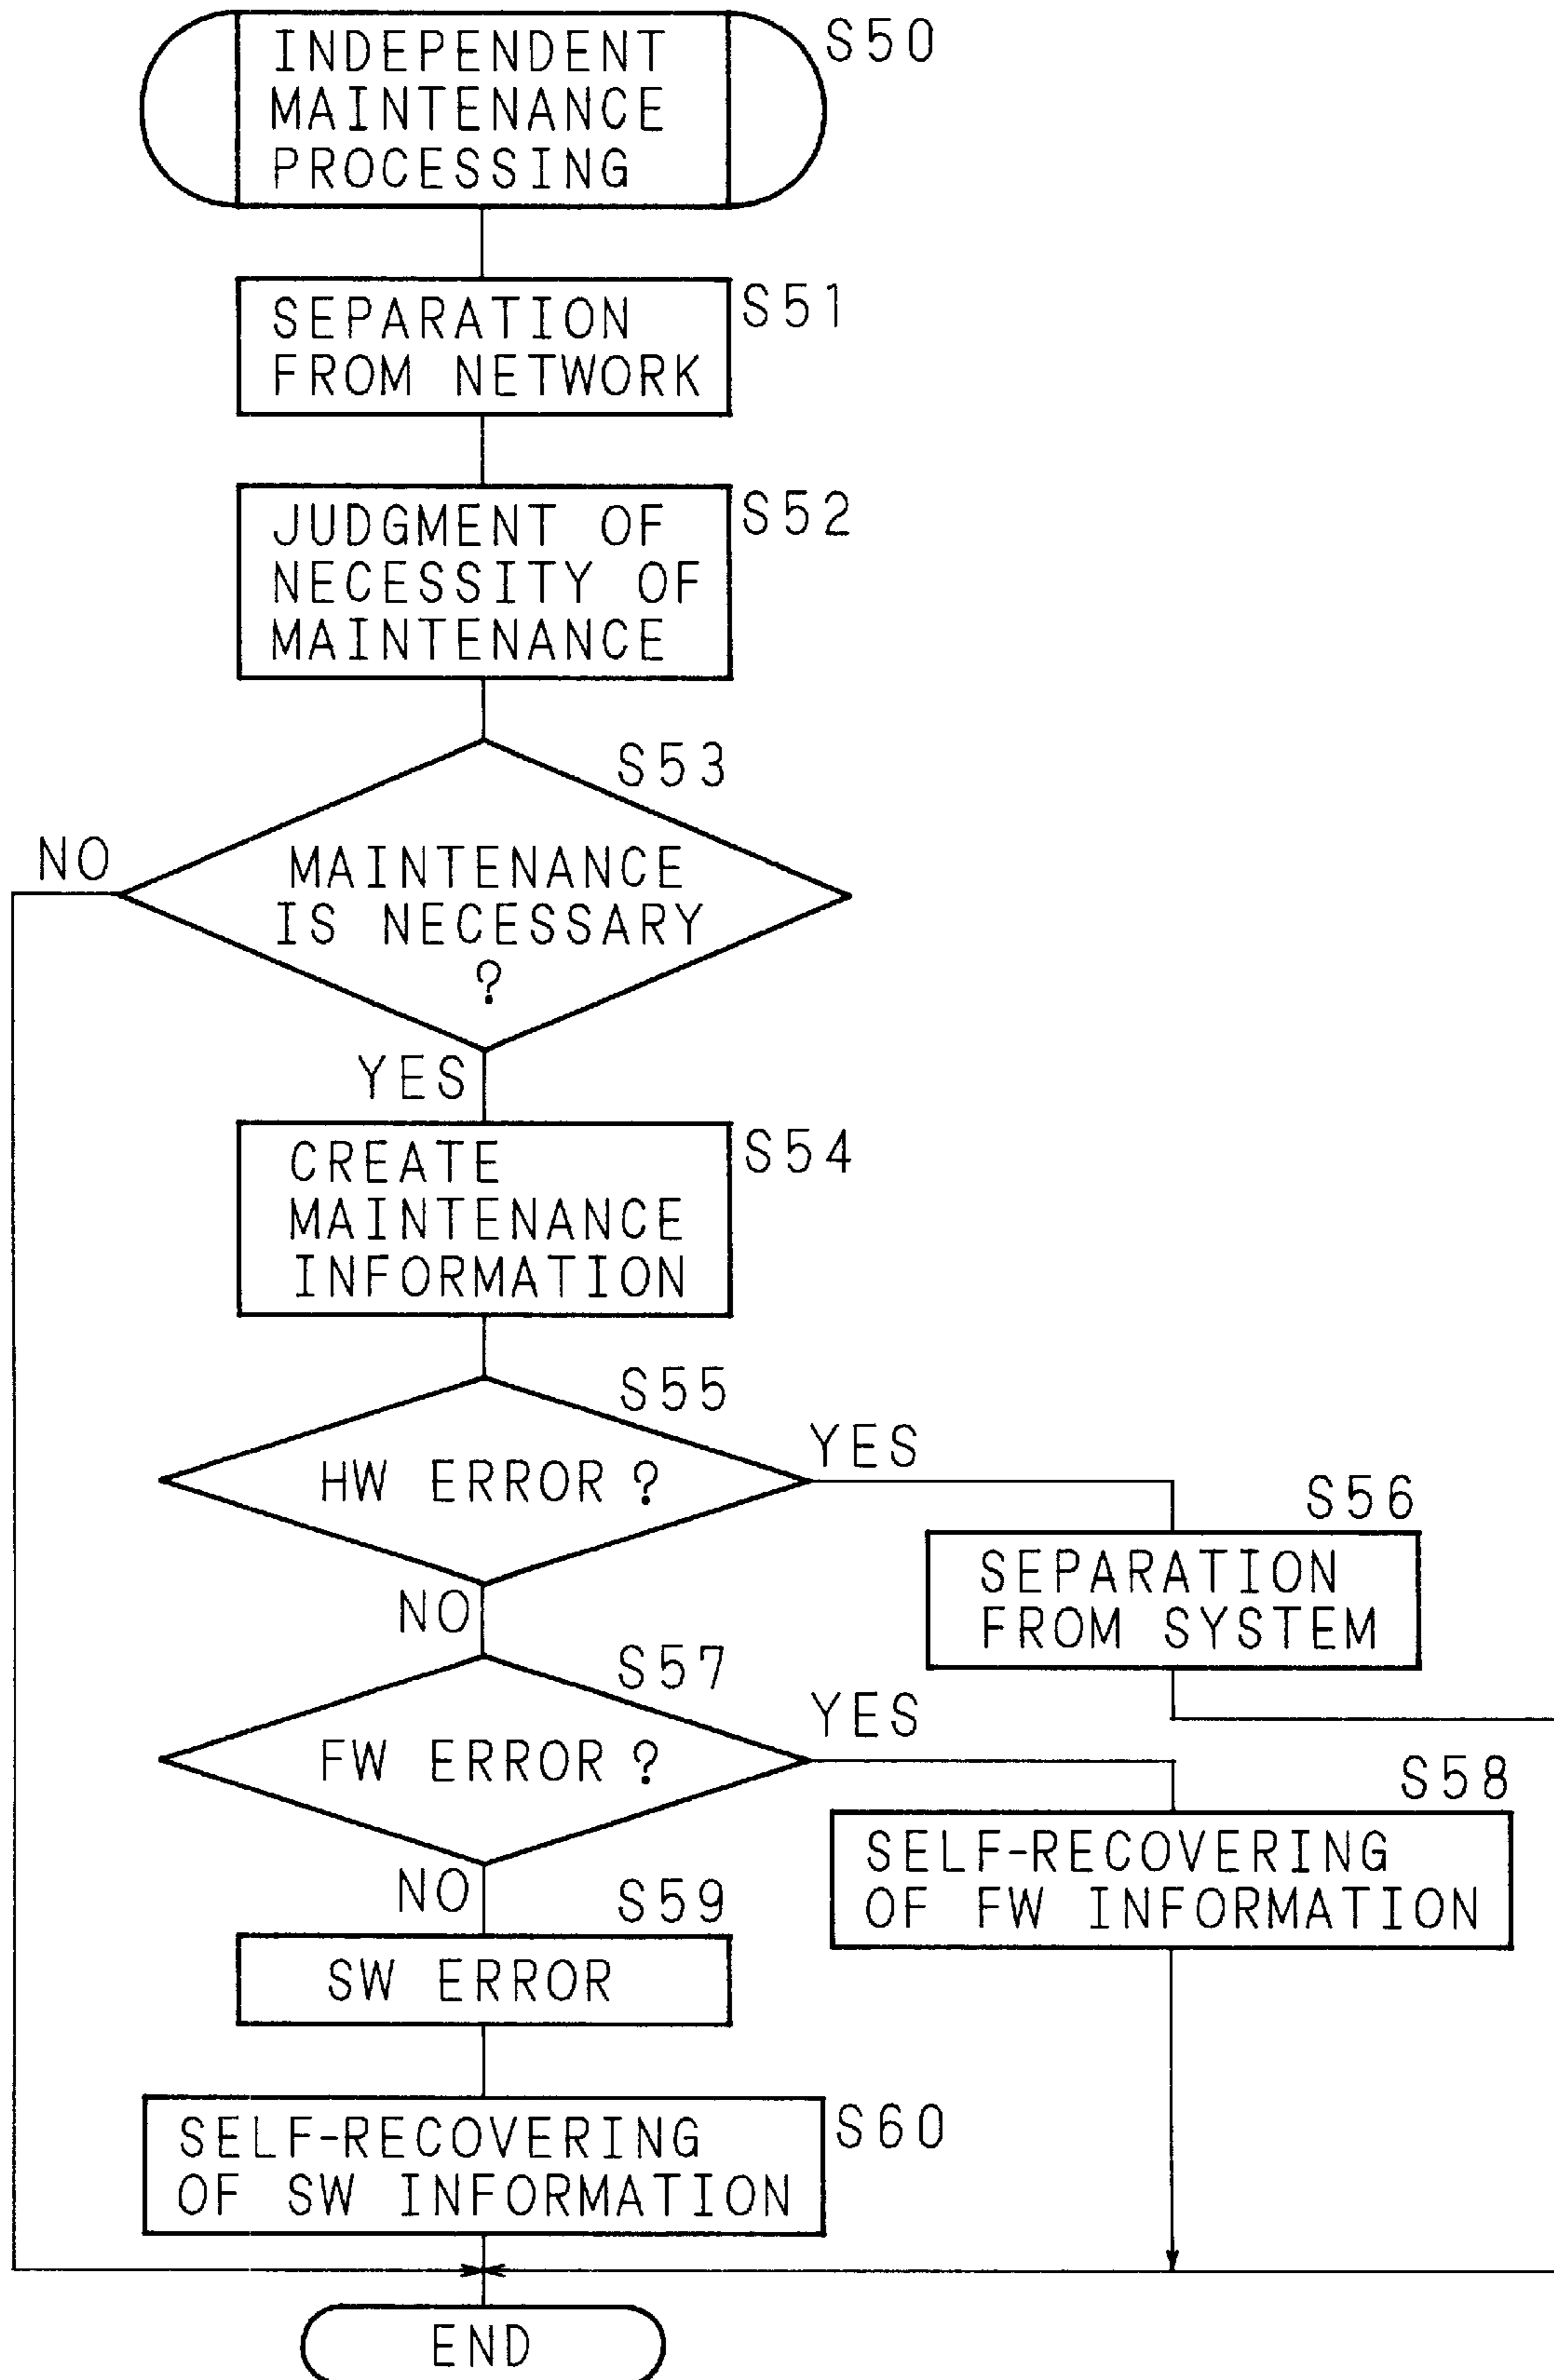 INDEPENDENT
MAINTENANCE
PROCESSING
S50
SEPARATION
FROM NETWORK
S51
JUDGMENT OF
NECESSITY OF
MAINTENANCE
S52
S53
NO
MAINTENANCE
IS NECESSARY
?
YES
CREATE
MAINTENANCE
INFORMATION
S54
S55
HW ERROR?
YES
NO
S56
SEPARATION
FROM SYSTEM
S57
FW ERROR?
YES
NO
S58
SELF-RECOVERING
OF FW INFORMATION
S59
SW ERROR
SELF-RECOVERING
OF SW INFORMATION
S60
END